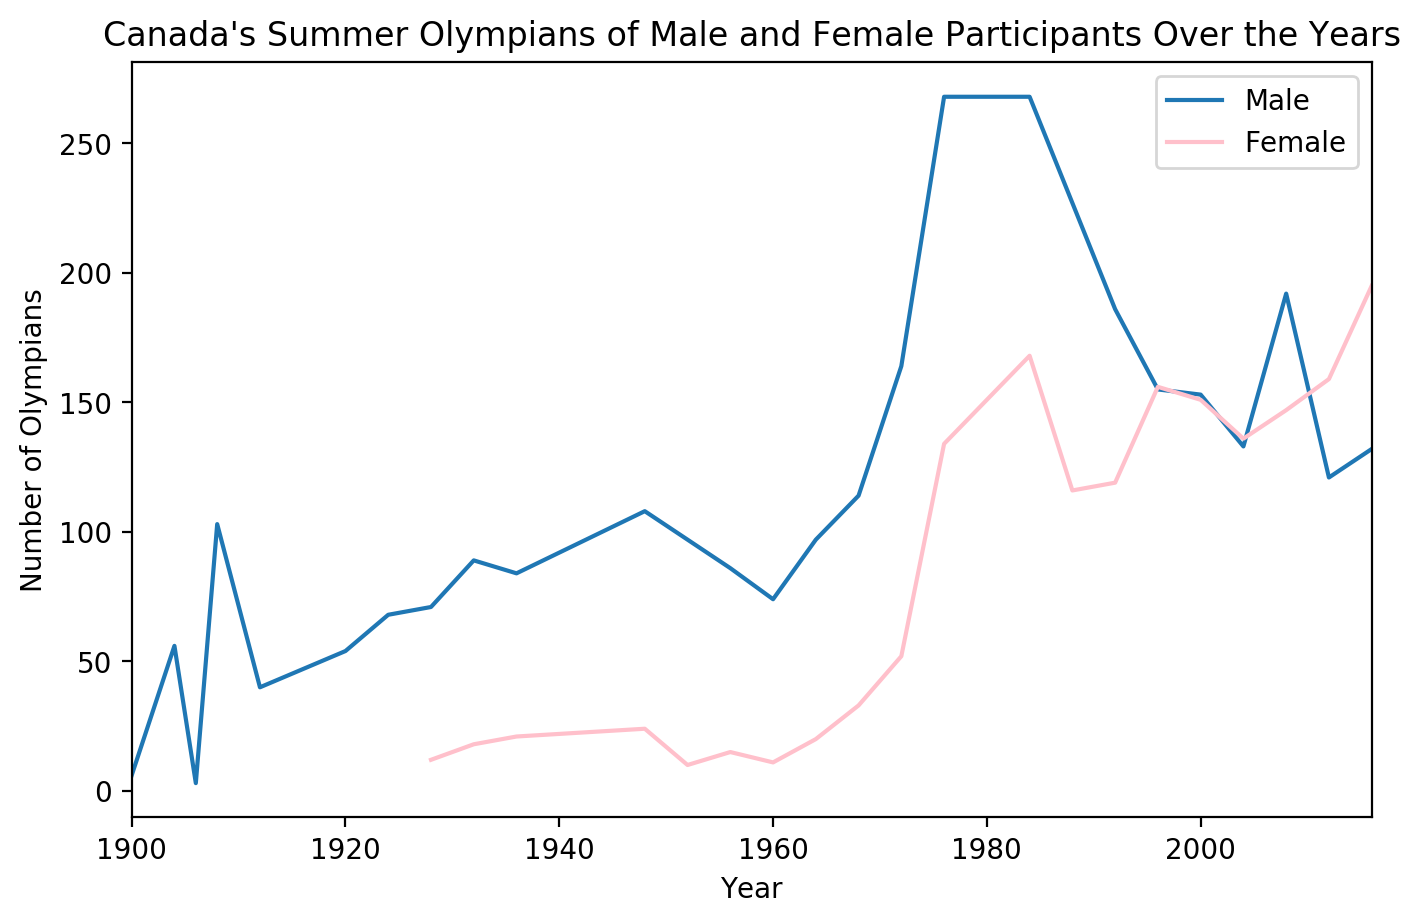 Canada's Summer Olympians of Male and Female Participants Over the Years
Male
Female
250
200
150
100
50
0
Number of Olympians
1900 1920 1940 1960 1980 2000
Year